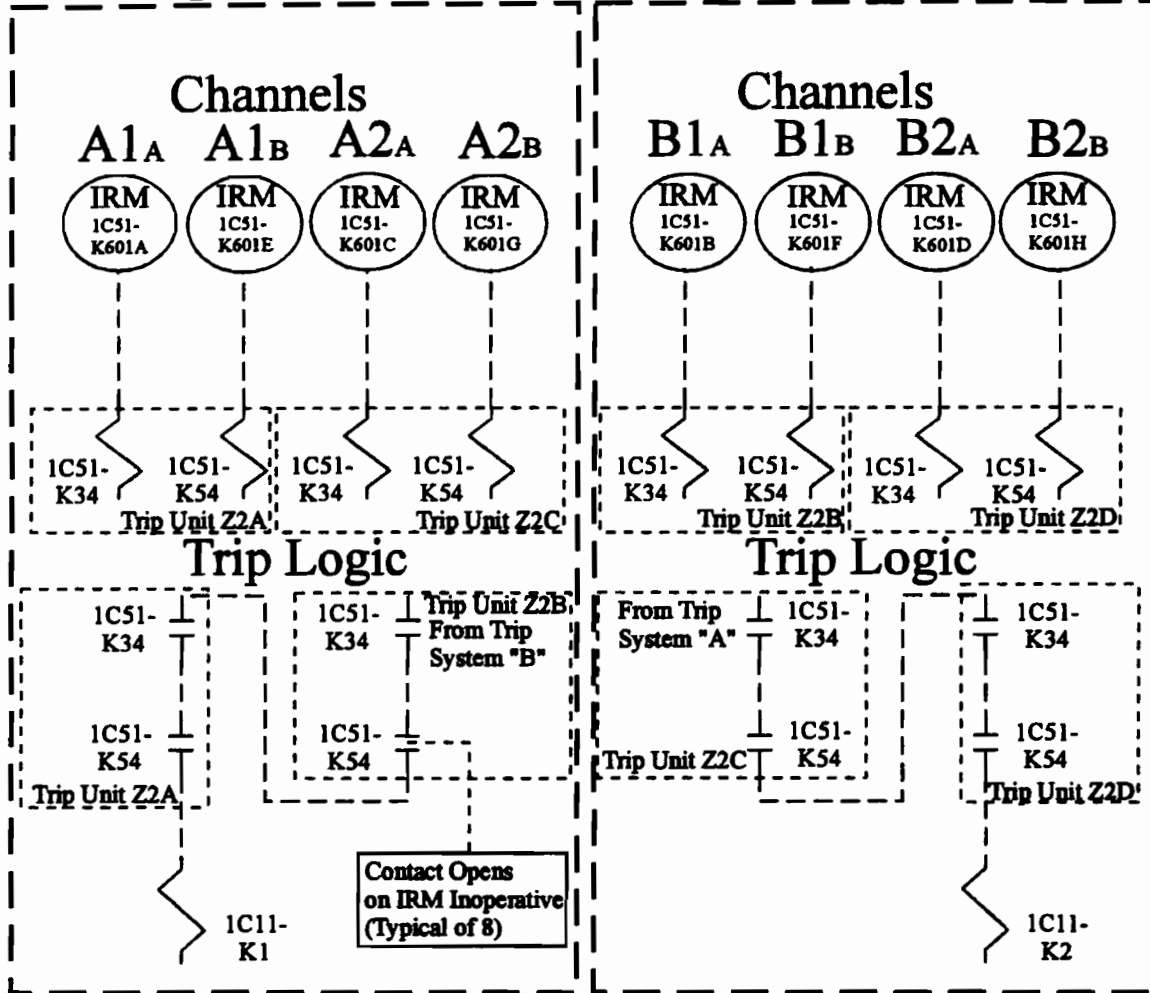 Channels
A1A A1B A2A A2B
IRM
1C51-
K601A
IRM
1C51-
K601E
IRM
1C51-
K601C
IRM
1C51-
K601G
1C51-
K34
1C51-
K54
Trip Unit Z2A
1C51-
K34
1C51-
K54
Trip Unit Z2C
Trip Logic
1C51-
K34
1C51-
K54
Trip Unit Z2A
1C51-
K34
Trip Unit Z2B
From Trip
System "B"
1C51-
K54
Contact Opens
on IRM Inoperative
(Typical of 8)
1C11-
K1
Channels
B1A B1B B2A B2B
IRM
1C51-
K601B
IRM
1C51-
K601F
IRM
1C51-
K601D
IRM
1C51-
K601H
1C51-
K34
1C51-
K54
Trip Unit Z2B
1C51-
K34
1C51-
K54
Trip Unit Z2D
Trip Logic
From Trip
System "A"
1C51-
K34
1C51-
K54
Trip Unit Z2C
1C51-
K34
1C51-
K54
Trip Unit Z2D
1C11-
K2